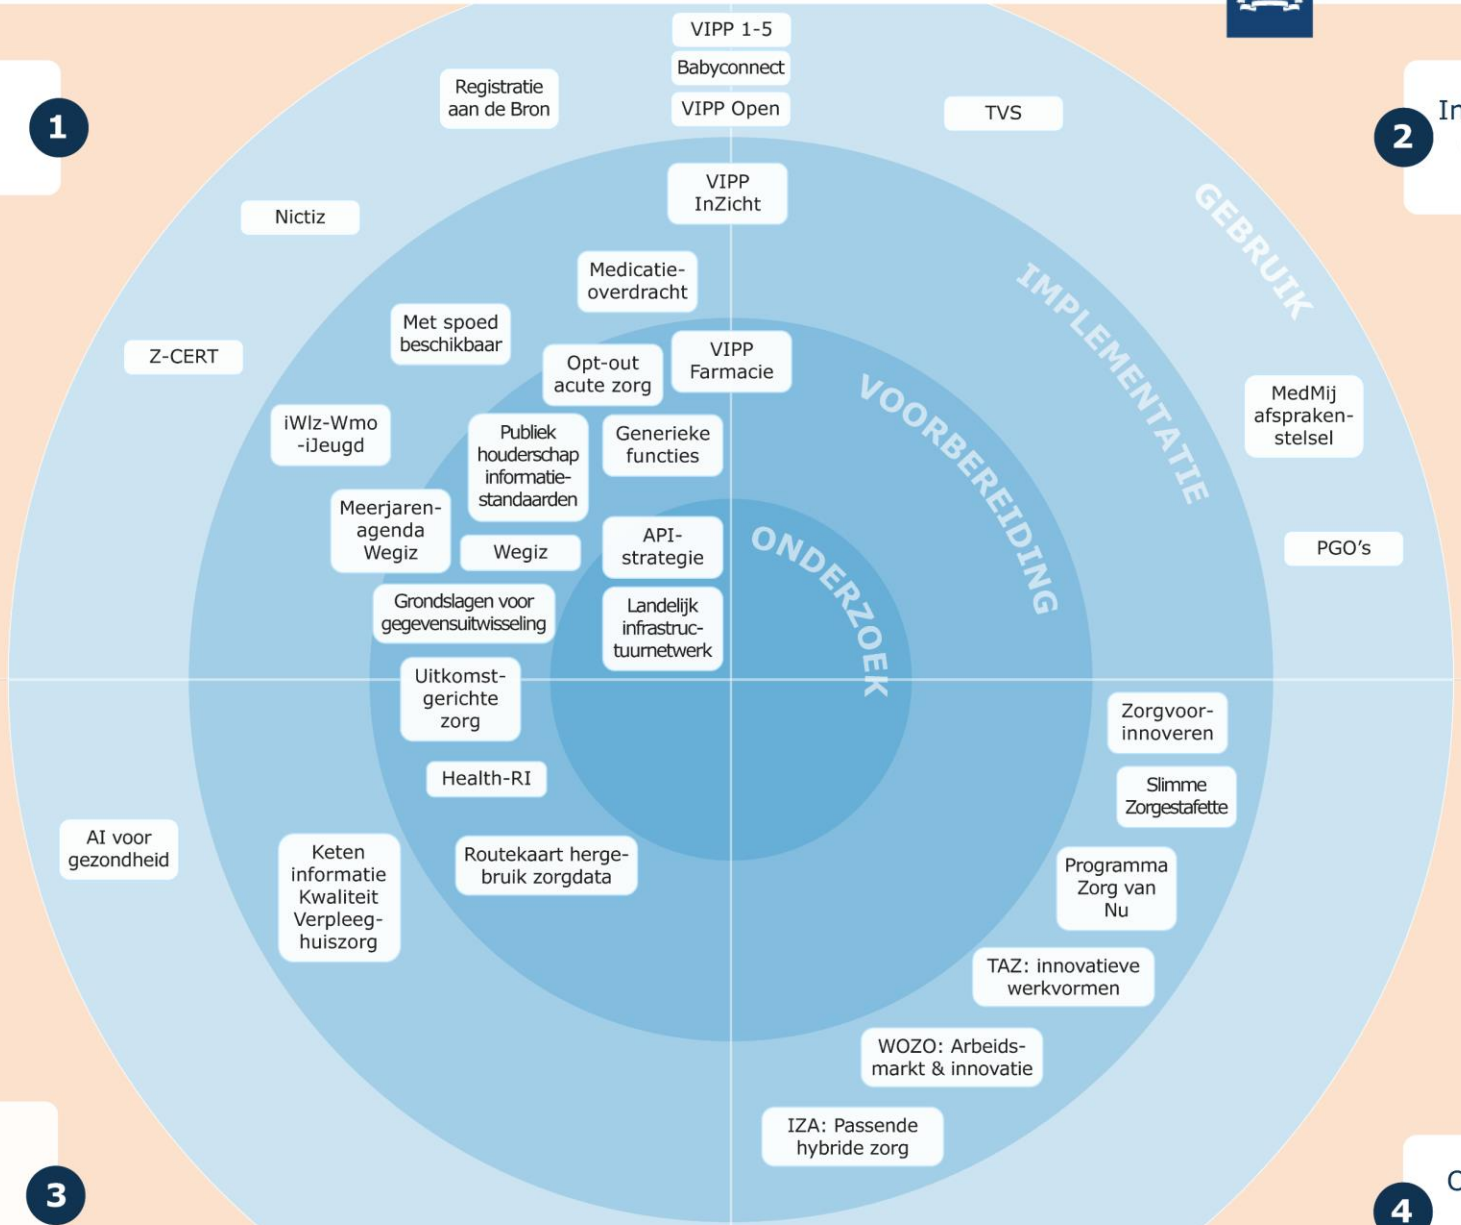 VIPP 1-5
Babyconnect
VIPP Open
Registratie
aan de Bron
TVS
1
2
In
VIPP
InZicht
Nictiz
GEBRUIK
Medicatie-
overdracht
IMPLEMENTATIE
Met spoed
beschikbaar
Z-CERT
Opt-out
acute zorg
VIPP
Farmacie
VOORBEREIDING
MedMij
afspraken-
stelsel
iWlz-Wmo
-iJeugd
Publiek
houderschap
informatie-
standaarden
Generieke
functies
Meerjaren-
agenda
Wegiz
Wegiz
API-
strategie
ONDERZOEK
PGO's
Grondslagen voor
gegevensuitwisseling
Landelijk
infrastruc-
tuurnetwerk
Uitkomst-
gerichte
zorg
Zorgvoor-
innoveren
Health-RI
Slimme
Zorgestafette
AI voor
gezondheid
Keten
informatie
Kwaliteit
Verpleeg-
huiszorg
Routekaart herge-
bruik zorgdata
Programma
Zorg van
Nu
TAZ: innovatieve
werkvormen
WOZO: Arbeids-
markt & innovatie
IZA: Passende
hybride zorg
3
4